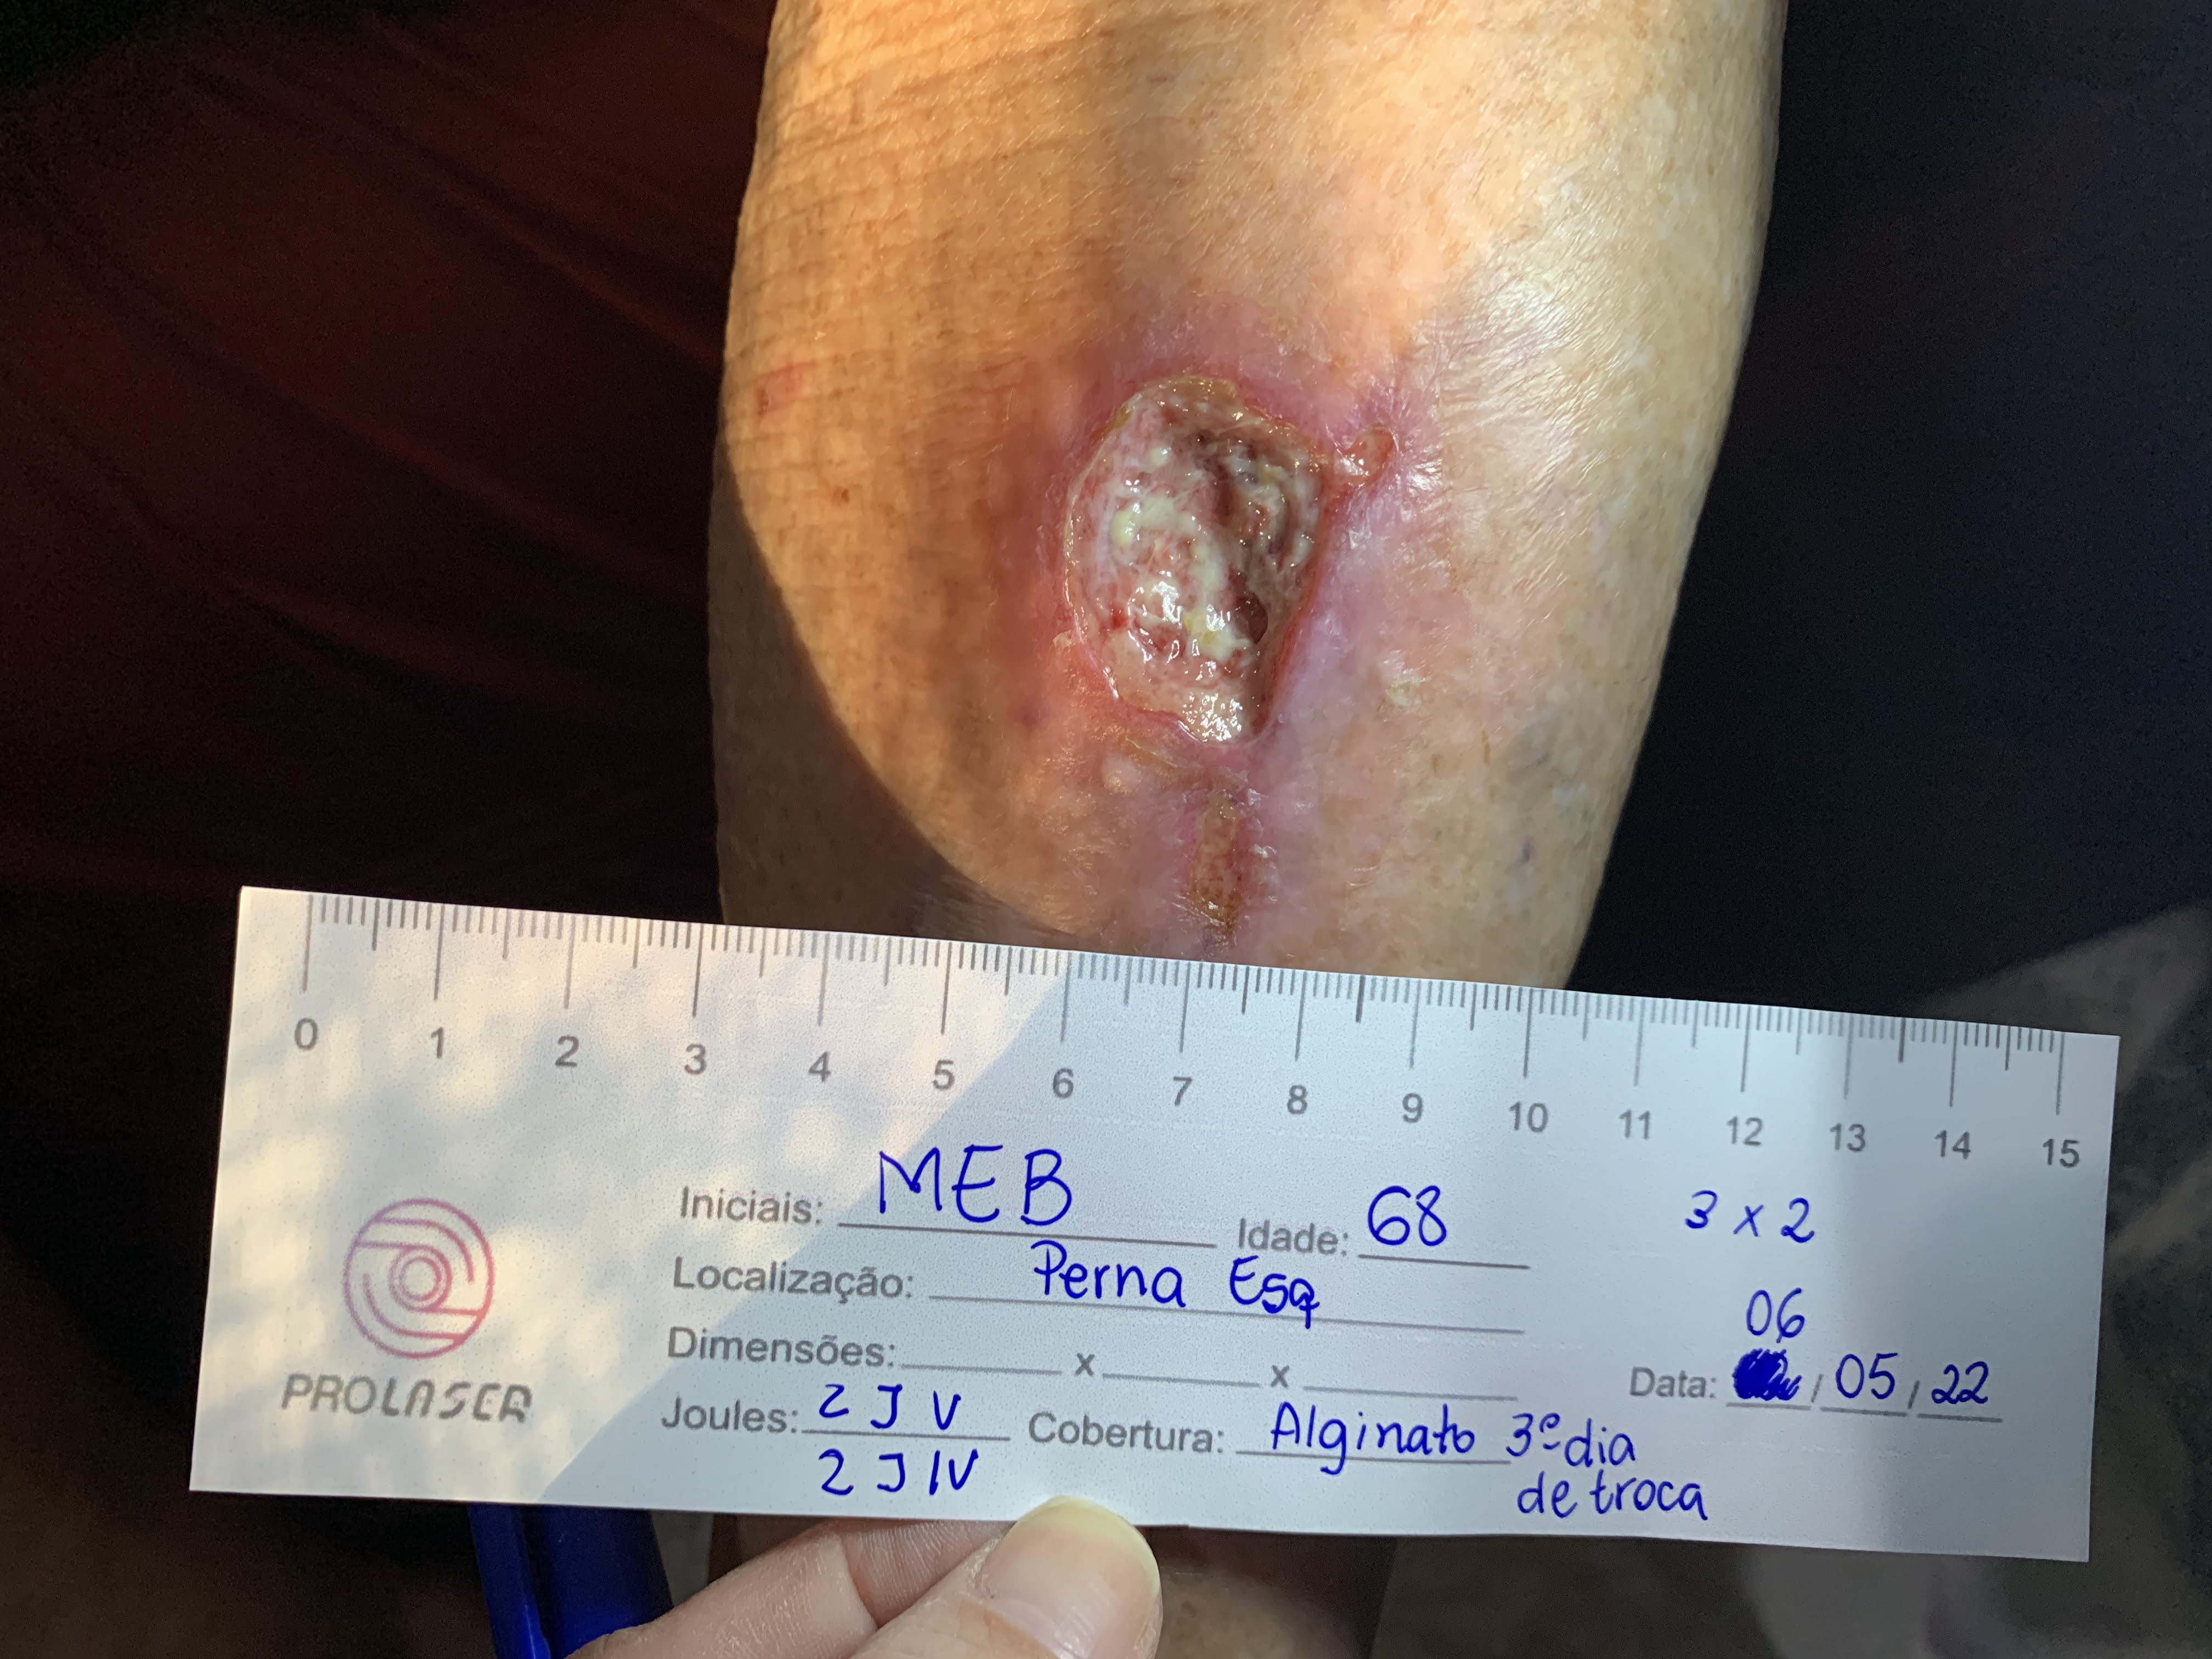 0 1 2 3 4 5 6 7 8 9 10 11 12 13 14 15
Iniciais: MEB Idade: 68 3 x 2
Localização: Perna Esq
06
Dimensões: x x Data: / 05 / 22
PROLASER
Joules: 2 J V Cobertura: Alginato 3º dia
2 J IV de troca